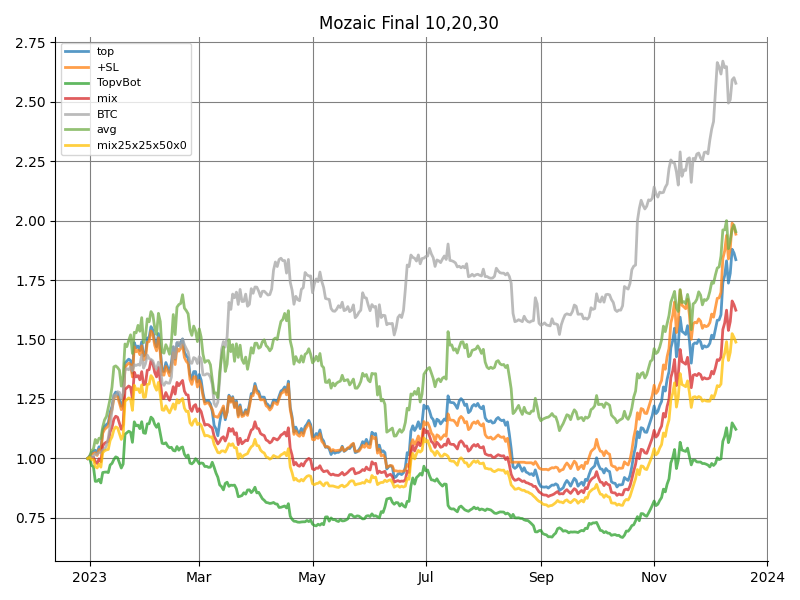 Mozaic Final 10,20,30
2.75
2.50
2.25
2.00
1.75
1.50
1.25
1.00
0.75
top
+SL
TopvBot
mix
BTC
avg
mix25x25x50x0
2023
Mar
May
Jul
Sep
Nov
2024